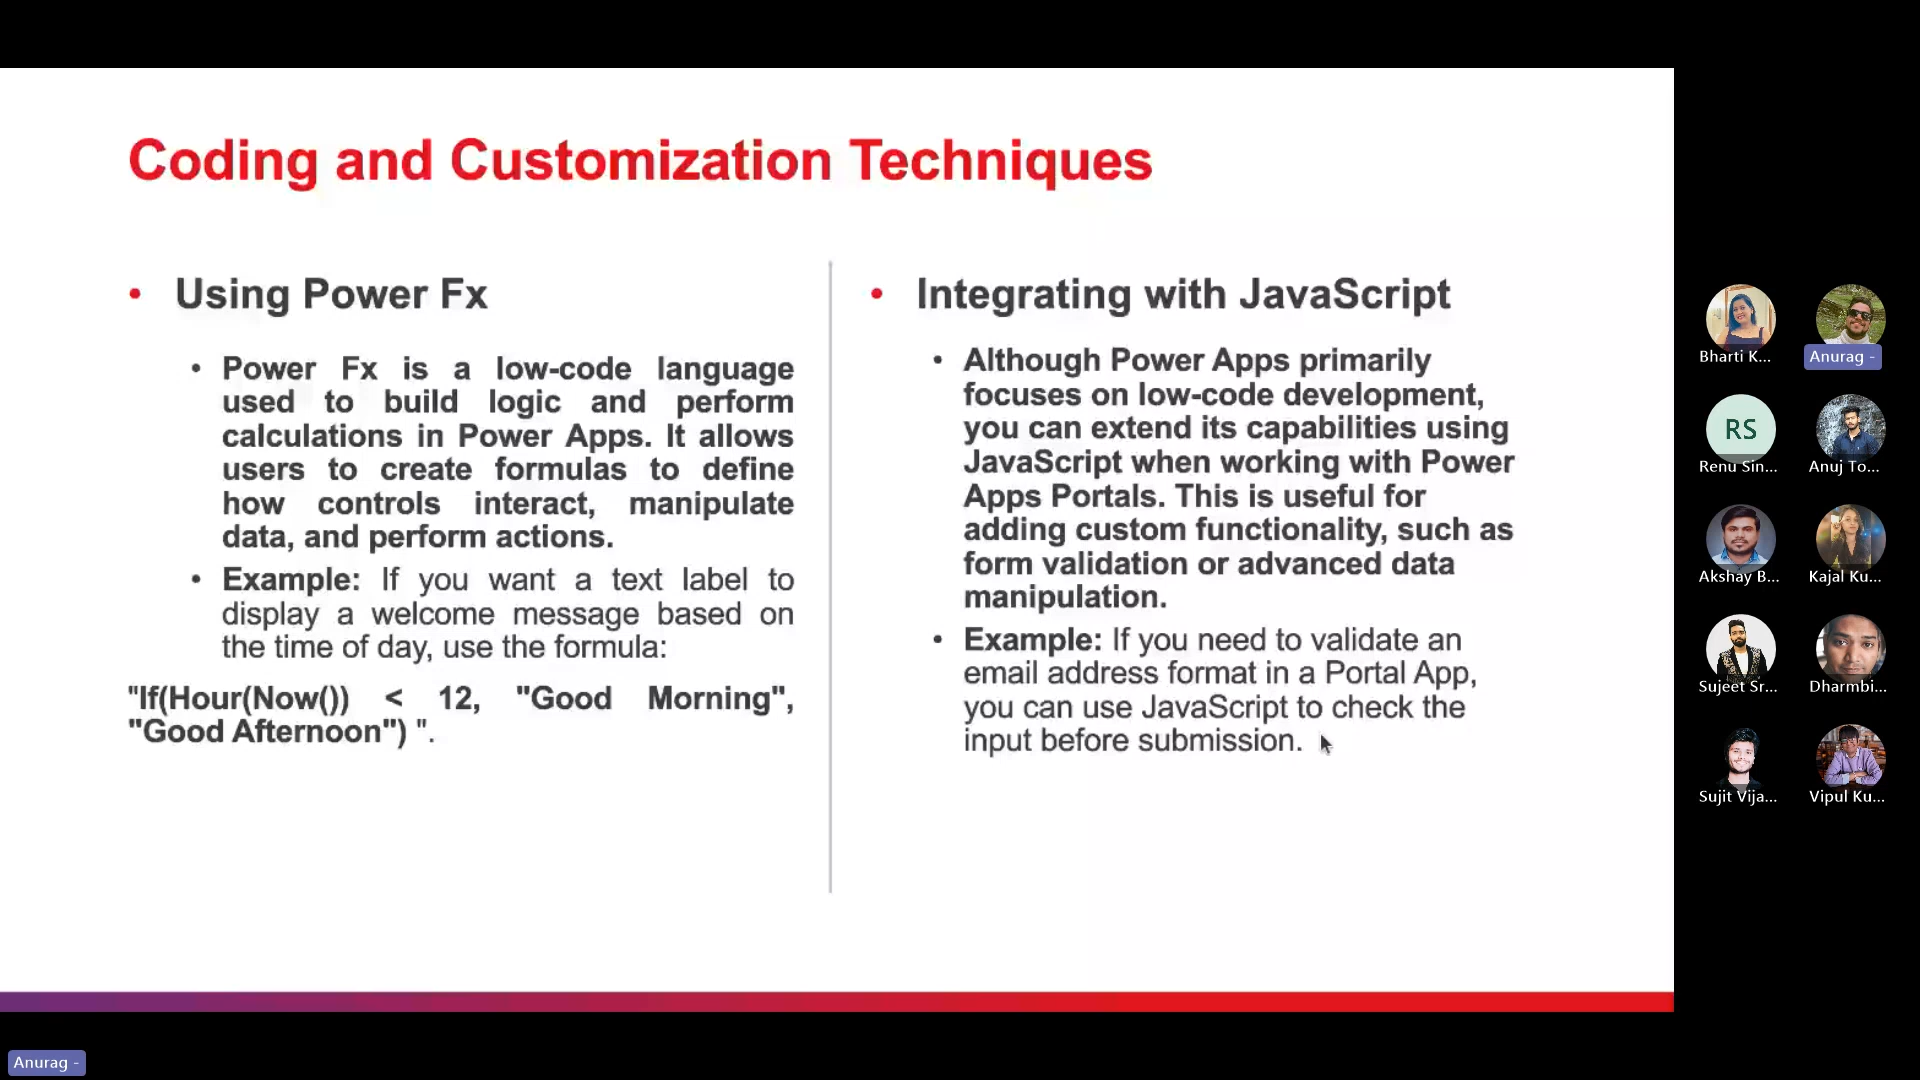 Coding and Customization Techniques
• Using Power Fx
• Power Fx is a low-code language
used to build logic and perform
calculations in Power Apps. It allows
users to create formulas to define
how controls interact, manipulate
data, and perform actions.
• Example: If you want a text label to
display a welcome message based on
the time of day, use the formula:
"If(Hour(Now()) < 12, "Good Morning",
"Good Afternoon") ".
• Integrating with JavaScript
• Although Power Apps primarily
focuses on low-code development,
you can extend its capabilities using
JavaScript when working with Power
Apps Portals. This is useful for
adding custom functionality, such as
form validation or advanced data
manipulation.
• Example: If you need to validate an
email address format in a Portal App,
you can use JavaScript to check the
input before submission.
Bharti K...
Anurag -
RS
Renu Sin...
Anuj To...
Akshay B...
Kajal Ku...
Sujeet Sr...
Dharmbi...
Sujit Vija...
Vipul Ku...
Anurag -